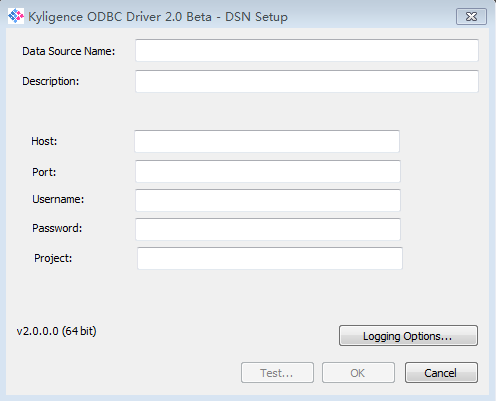 Kyligence ODBC Driver 2.0 Beta - DSN Setup
Data Source Name:
Description:
Host:
Port:
Username:
Password:
Project:
v2.0.0.0 (64 bit)
Logging Options...
Test... OK Cancel